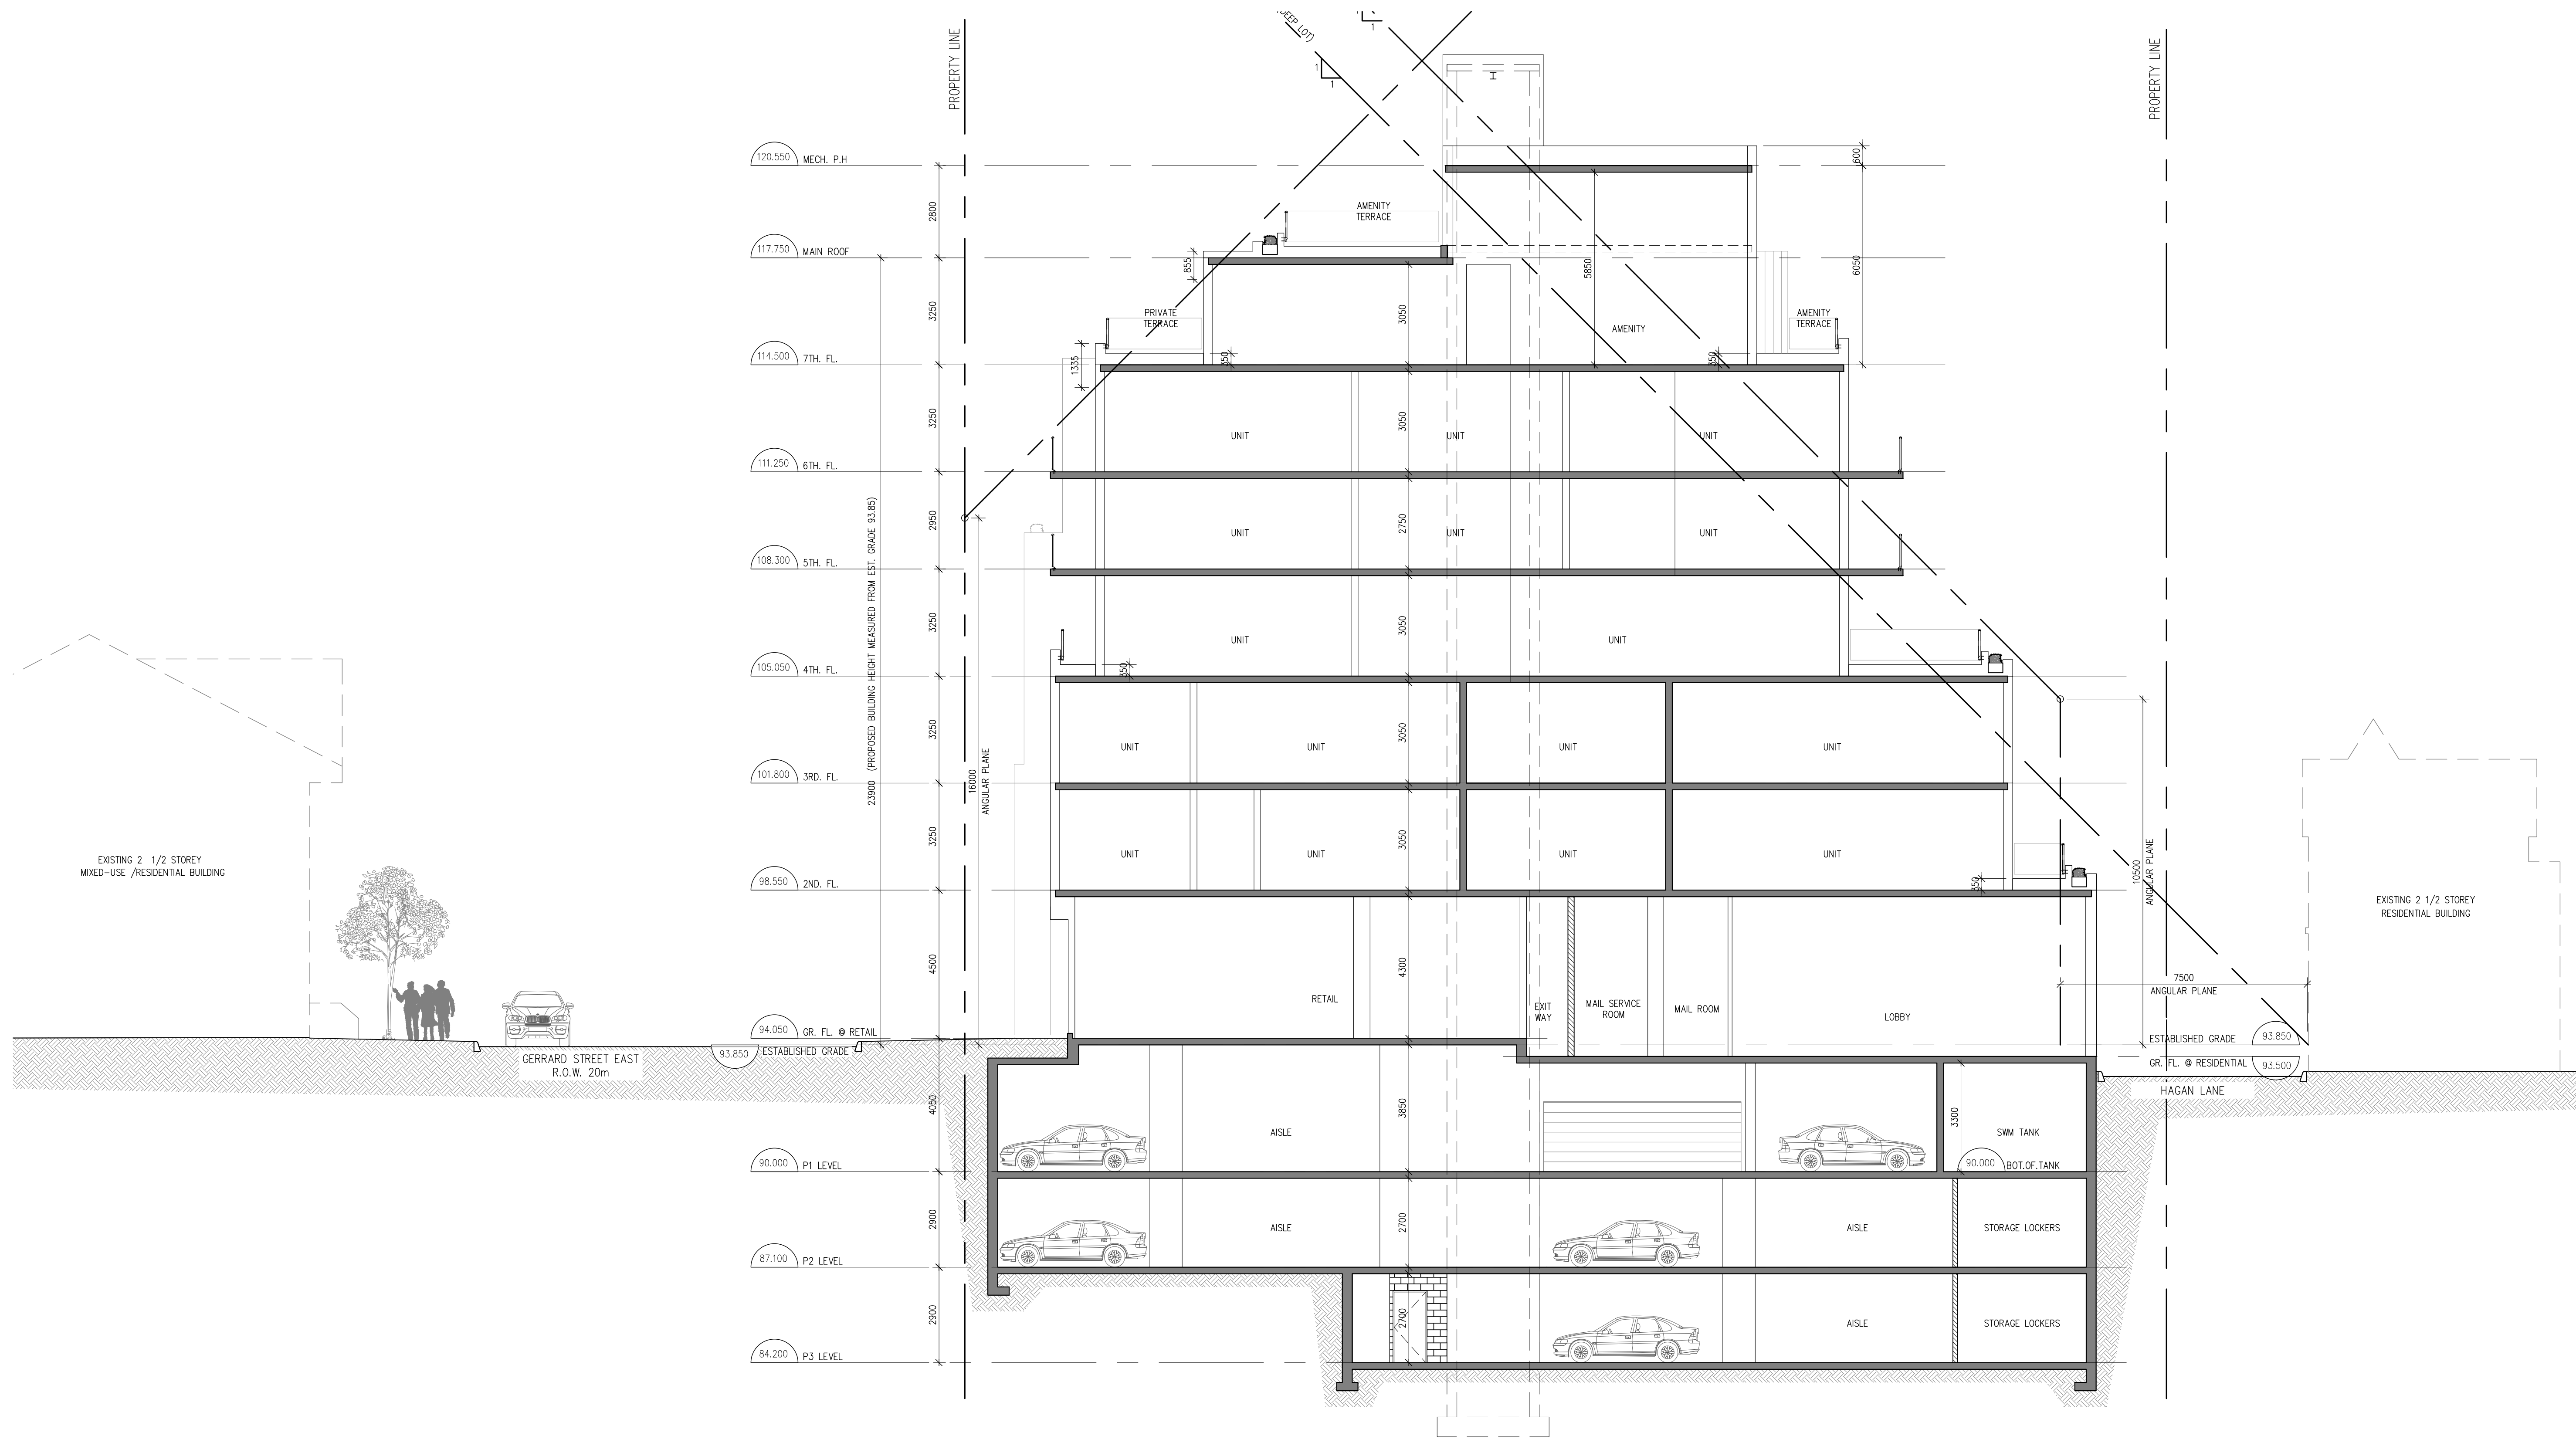 DEEP LOT)
1
1
1
PROPERTY LINE
PROPERTY LINE
120.550 MECH. P.H
600
2800
AMENITY
TERRACE
117.750 MAIN ROOF
855
5850
6050
3250
PRIVATE
TERRACE
3050
AMENITY
AMENITY
TERRACE
1335
350
350
114.500 7TH. FL.
3250
3050
UNIT
UNIT
UNIT
111.250 6TH. FL.
2950
2750
UNIT
UNIT
UNIT
108.300 5TH. FL.
3250
3050
UNIT
UNIT
23900 (PROPOSED BUILDING HEIGHT MEASURED FROM EST. GRADE 93.85)
105.050 4TH. FL.
350
3250
3050
UNIT
UNIT
UNIT
UNIT
16000
ANGULAR PLANE
101.800 3RD. FL.
3250
3050
UNIT
UNIT
UNIT
UNIT
10500
ANGULAR PLANE
EXISTING 2 1/2 STOREY
MIXED-USE /RESIDENTIAL BUILDING
98.550 2ND. FL.
350
EXISTING 2 1/2 STOREY
RESIDENTIAL BUILDING
4500
4300
RETAIL
EXIT
WAY
MAIL SERVICE
ROOM
MAIL ROOM
LOBBY
7500
ANGULAR PLANE
94.050 GR. FL. @ RETAIL
93.850 ESTABLISHED GRADE
ESTABLISHED GRADE 93.850
GR. FL. @ RESIDENTIAL 93.500
GERRARD STREET EAST
R.O.W. 20m
HAGAN LANE
4050
3850
AISLE
3300
SWM TANK
90.000 P1 LEVEL
90.000 BOT.OF.TANK
2900
2700
AISLE
AISLE
STORAGE LOCKERS
87.100 P2 LEVEL
2900
2700
AISLE
STORAGE LOCKERS
84.200 P3 LEVEL